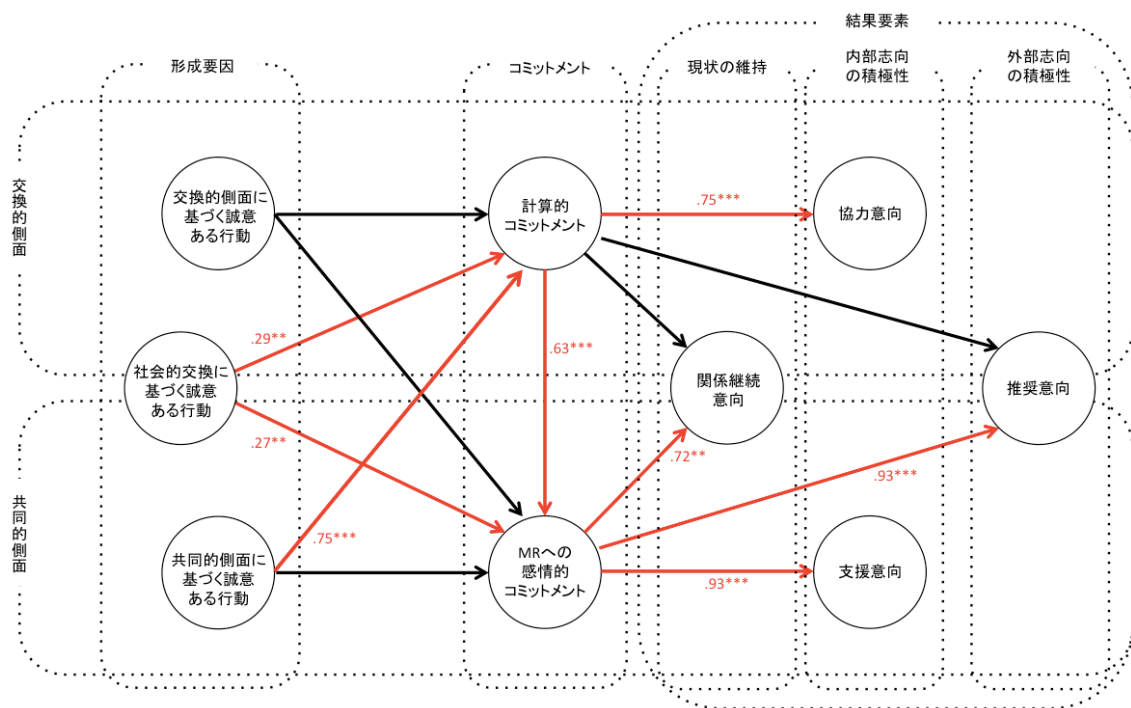 結果要素
形成要因
コミットメント
現状の維持
内部志向
の積極性
外部志向
の積極性
交換的側面
交換的側面に
基づく誠意
ある行動
計算的
コミットメント
.75***
協力意向
.29**
.63***
社会的交換に
基づく誠意
ある行動
関係継続
意向
推奨意向
.27**
.72**
.93***
共同的側面
共同的側面に
基づく誠意
ある行動
.75***
MRへの
感情的
コミットメント
.93***
支援意向